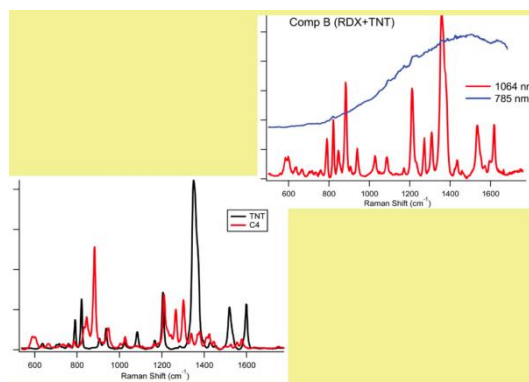 Comp B (RDX+TNT)
1064 nm
785 nm
600 800 1000 1200 1400 1600
Raman Shift (cm-1)
TNT
C4
600 800 1000 1200 1400 1600
Raman Shift (cm-1)